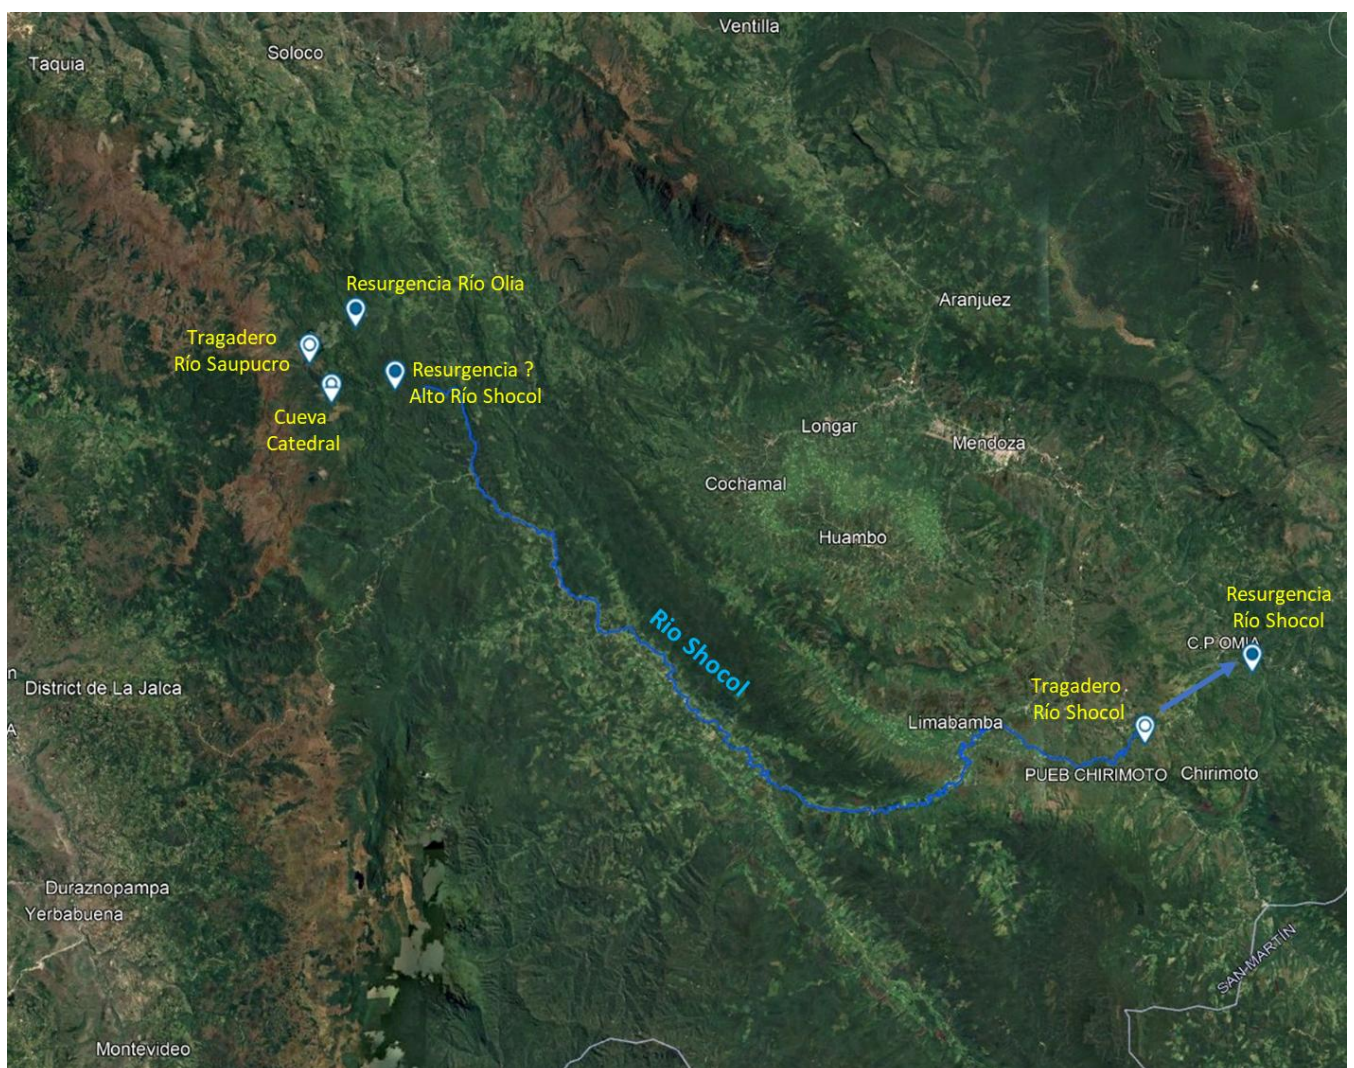 Ventilla
Soloco
Taquia
Resurgencia Río Olia
Aranjuez
Tragadero
Río Saupucro
Resurgencia ?
Alto Río Shocol
Cueva
Catedral
Longar
Mendoza
Cochamal
Huambo
Rio Shocol
Resurgencia
Río Shocol
C.P OMIA
Tragadero
Río Shocol
n
District de La Jalca
A
Limabamba
PUEB CHIRIMOTO
Chirimoto
Duraznopampa
Yerbabuena
SAN-MARTÍN
Montevideo